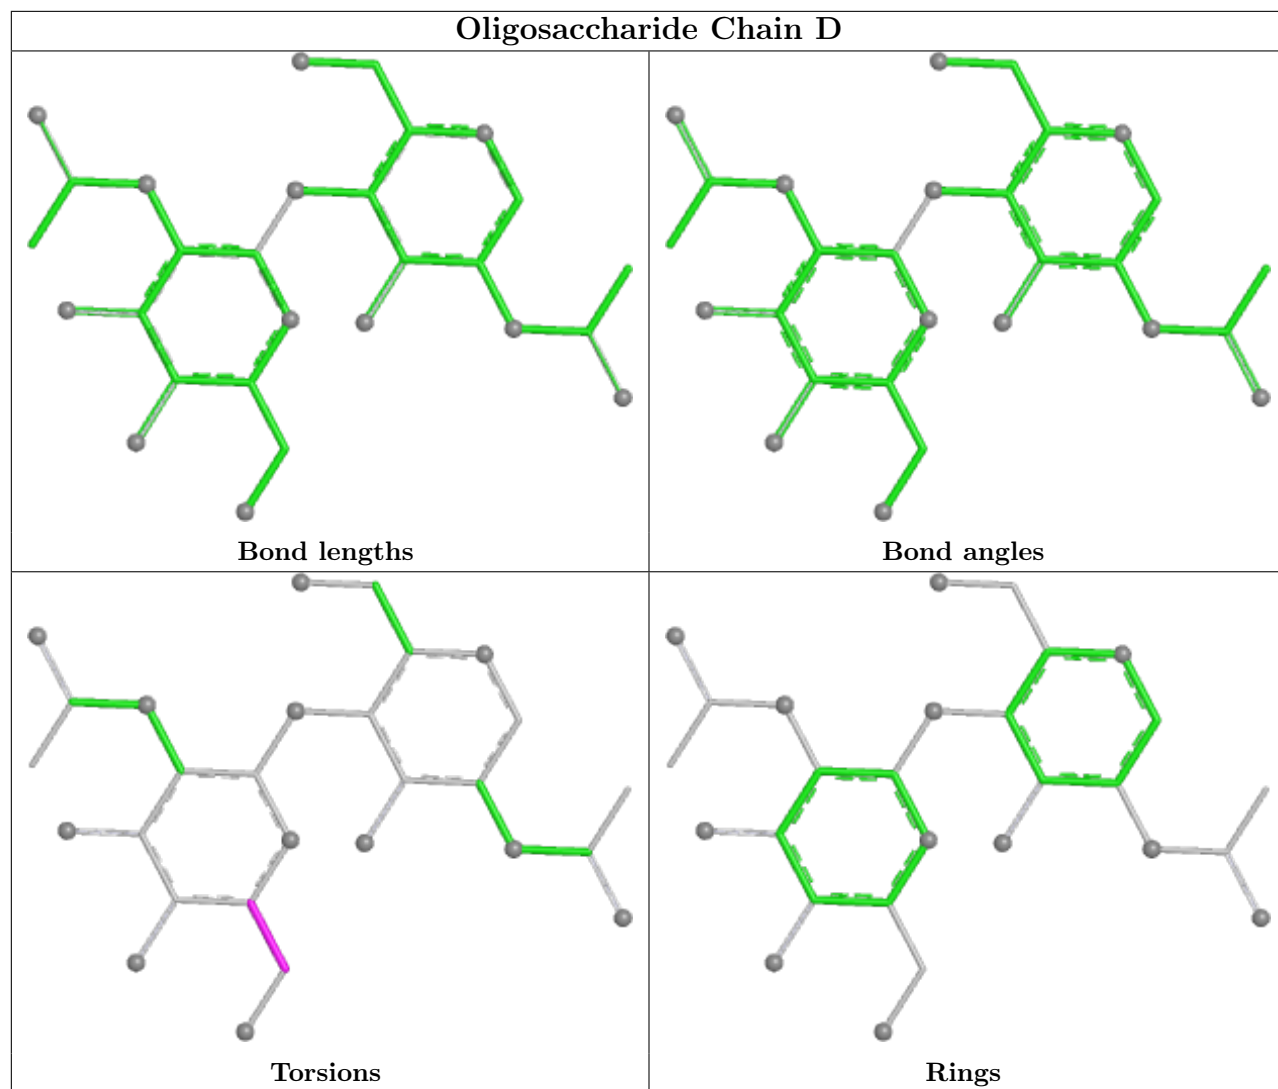 Oligosaccharide Chain D
Bond lengths
Bond angles
Torsions
Rings